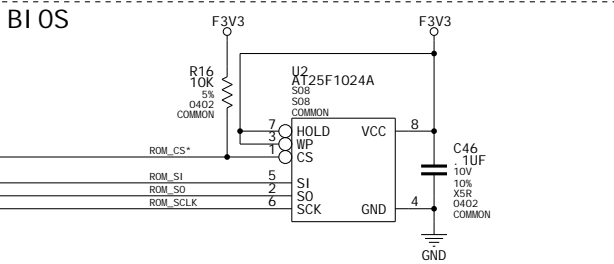 BIOS
F3V3
F3V3
R16
10K
5%
0402
COMMON
U2
AT25F1024A
SO8
SO8
COMMON
7 HOLD VCC 8
3 WP
ROM_CS* 1 CS
ROM_SI 5 SI
ROM_SO 2 SO
ROM_SCLK 6 SCK GND 4
C46
.1UF
10V
10%
X5R
0402
COMMON
GND